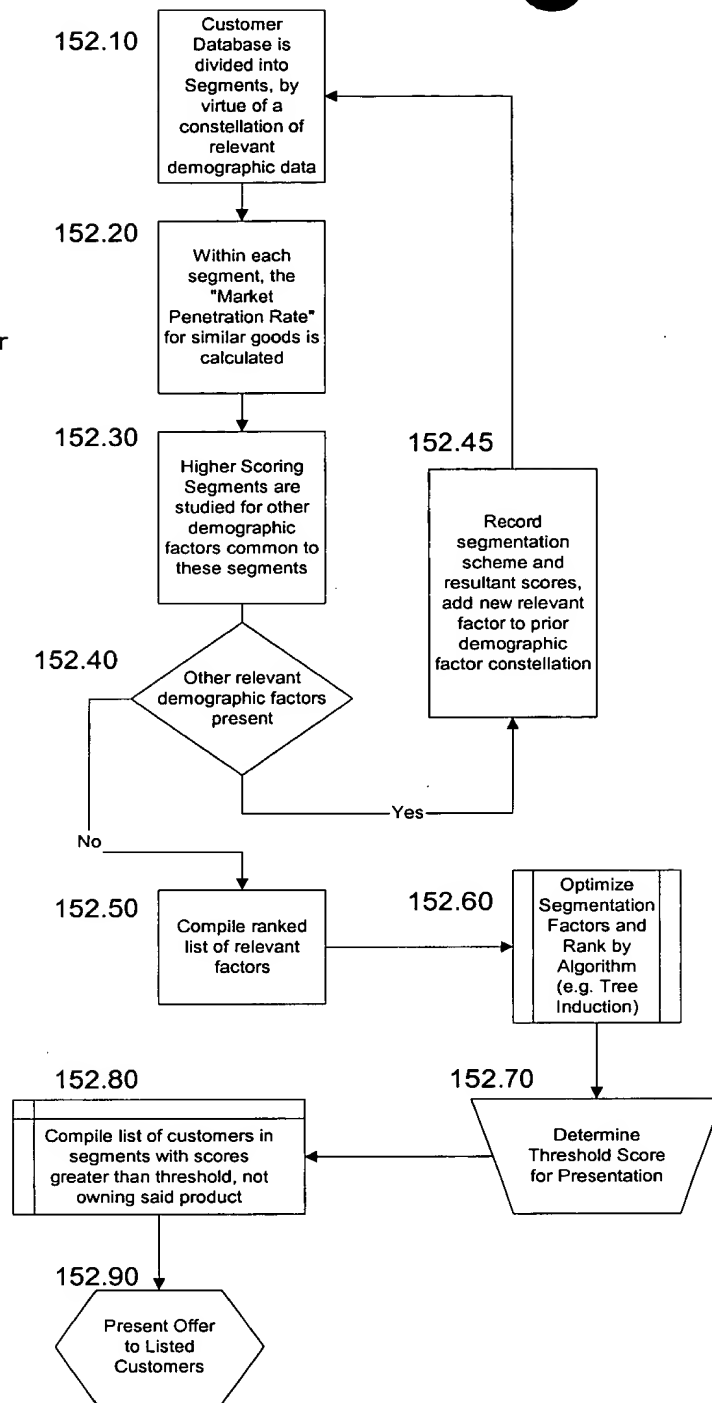 152.10
Customer
Database is
divided into
Segments, by
virtue of a
constellation of
relevant
demographic data
152.20
Within each
segment, the
"Market
Penetration Rate"
for similar goods is
calculated
r
152.30
Higher Scoring
Segments are
studied for other
demographic
factors common to
these segments
152.45
Record
segmentation
scheme and
resultant scores,
add new relevant
factor to prior
demographic
factor constellation
152.40
Other relevant
demographic factors
present
Yes
No
152.50
Compile ranked
list of relevant
factors
152.60
Optimize
Segmentation
Factors and
Rank by
Algorithm
(e.g. Tree
Induction)
152.70
Determine
Threshold Score
for Presentation
152.80
Compile list of customers in
segments with scores
greater than threshold, not
owning said product
152.90
Present Offer
to Listed
Customers